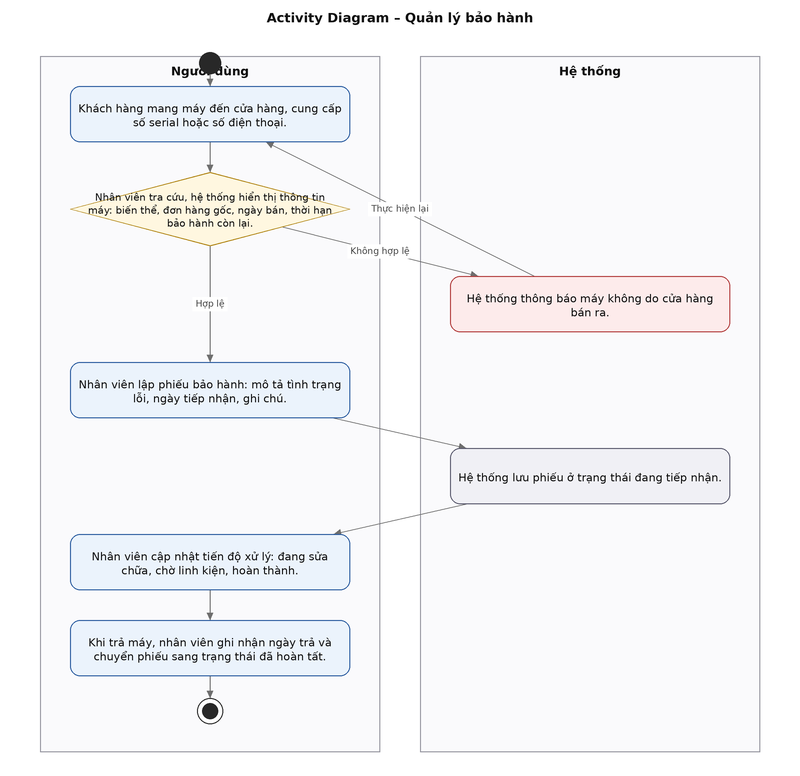 Activity Diagram – Quản lý bảo hành
Người dùng
Hệ thống
Khách hàng mang máy đến cửa hàng, cung cấp
số serial hoặc số điện thoại.
Nhân viên tra cứu, hệ thống hiển thị thông tin
máy: biến thể, đơn hàng gốc, ngày bán, thời hạn
bảo hành còn lại.
Thực hiện lại
Không hợp lệ
Hệ thống thông báo máy không do cửa hàng
bán ra.
Hợp lệ
Nhân viên lập phiếu bảo hành: mô tả tình trạng
lỗi, ngày tiếp nhận, ghi chú.
Hệ thống lưu phiếu ở trạng thái đang tiếp nhận.
Nhân viên cập nhật tiến độ xử lý: đang sửa
chữa, chờ linh kiện, hoàn thành.
Khi trả máy, nhân viên ghi nhận ngày trả và
chuyển phiếu sang trạng thái đã hoàn tất.